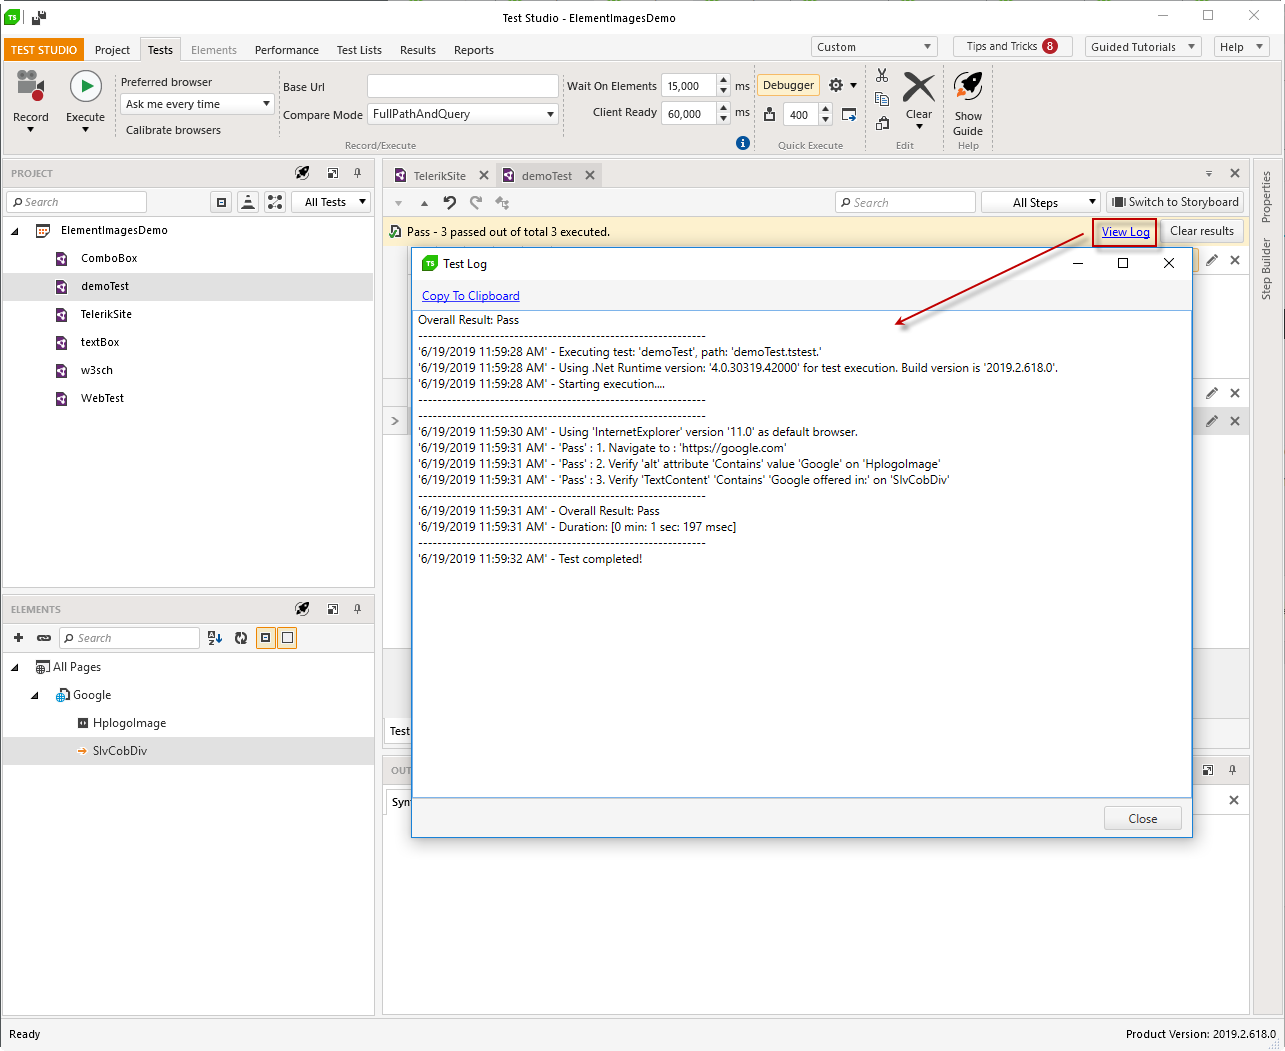 Test Studio - ElementImagesDemo
TEST STUDIO Project Tests Elements Performance Test Lists Results Reports
Custom Tips and Tricks 8 Guided Tutorials Help
Record
Execute
Preferred browser
Ask me every time
Calibrate browsers
Base Url
Compare Mode FullPathAndQuery
Record/Execute
Wait On Elements 15,000 ms
Client Ready 60,000 ms
Debugger
400
Quick Execute
Clear
Edit
Show
Guide
Help
PROJECT
Search All Tests
ElementImagesDemo
ComboBox
demoTest
TelerikSite
textBox
w3sch
WebTest
ELEMENTS
Search
All Pages
Google
HplogoImage
SlvCobDiv
TelerikSite demoTest
Search All Steps Switch to Storyboard
Pass - 3 passed out of total 3 executed. View Log Clear results
TS Test Log
Copy To Clipboard
Overall Result: Pass
------------------------------------------------------------
'6/19/2019 11:59:28 AM' - Executing test: 'demoTest', path: 'demoTest.tstest.'
'6/19/2019 11:59:28 AM' - Using .Net Runtime version: '4.0.30319.42000' for test execution. Build version is '2019.2.618.0'.
'6/19/2019 11:59:28 AM' - Starting execution....
------------------------------------------------------------
------------------------------------------------------------
'6/19/2019 11:59:30 AM' - Using 'InternetExplorer' version '11.0' as default browser.
'6/19/2019 11:59:31 AM' - 'Pass' : 1. Navigate to : 'https://google.com'
'6/19/2019 11:59:31 AM' - 'Pass' : 2. Verify 'alt' attribute 'Contains' value 'Google' on 'HplogoImage'
'6/19/2019 11:59:31 AM' - 'Pass' : 3. Verify 'TextContent' 'Contains' 'Google offered in:' on 'SlvCobDiv'
------------------------------------------------------------
'6/19/2019 11:59:31 AM' - Overall Result: Pass
'6/19/2019 11:59:31 AM' - Duration: [0 min: 1 sec: 197 msec]
------------------------------------------------------------
'6/19/2019 11:59:32 AM' - Test completed!
Close
Test
OU
Syn
Properties
Step Builder
Ready
Product Version: 2019.2.618.0